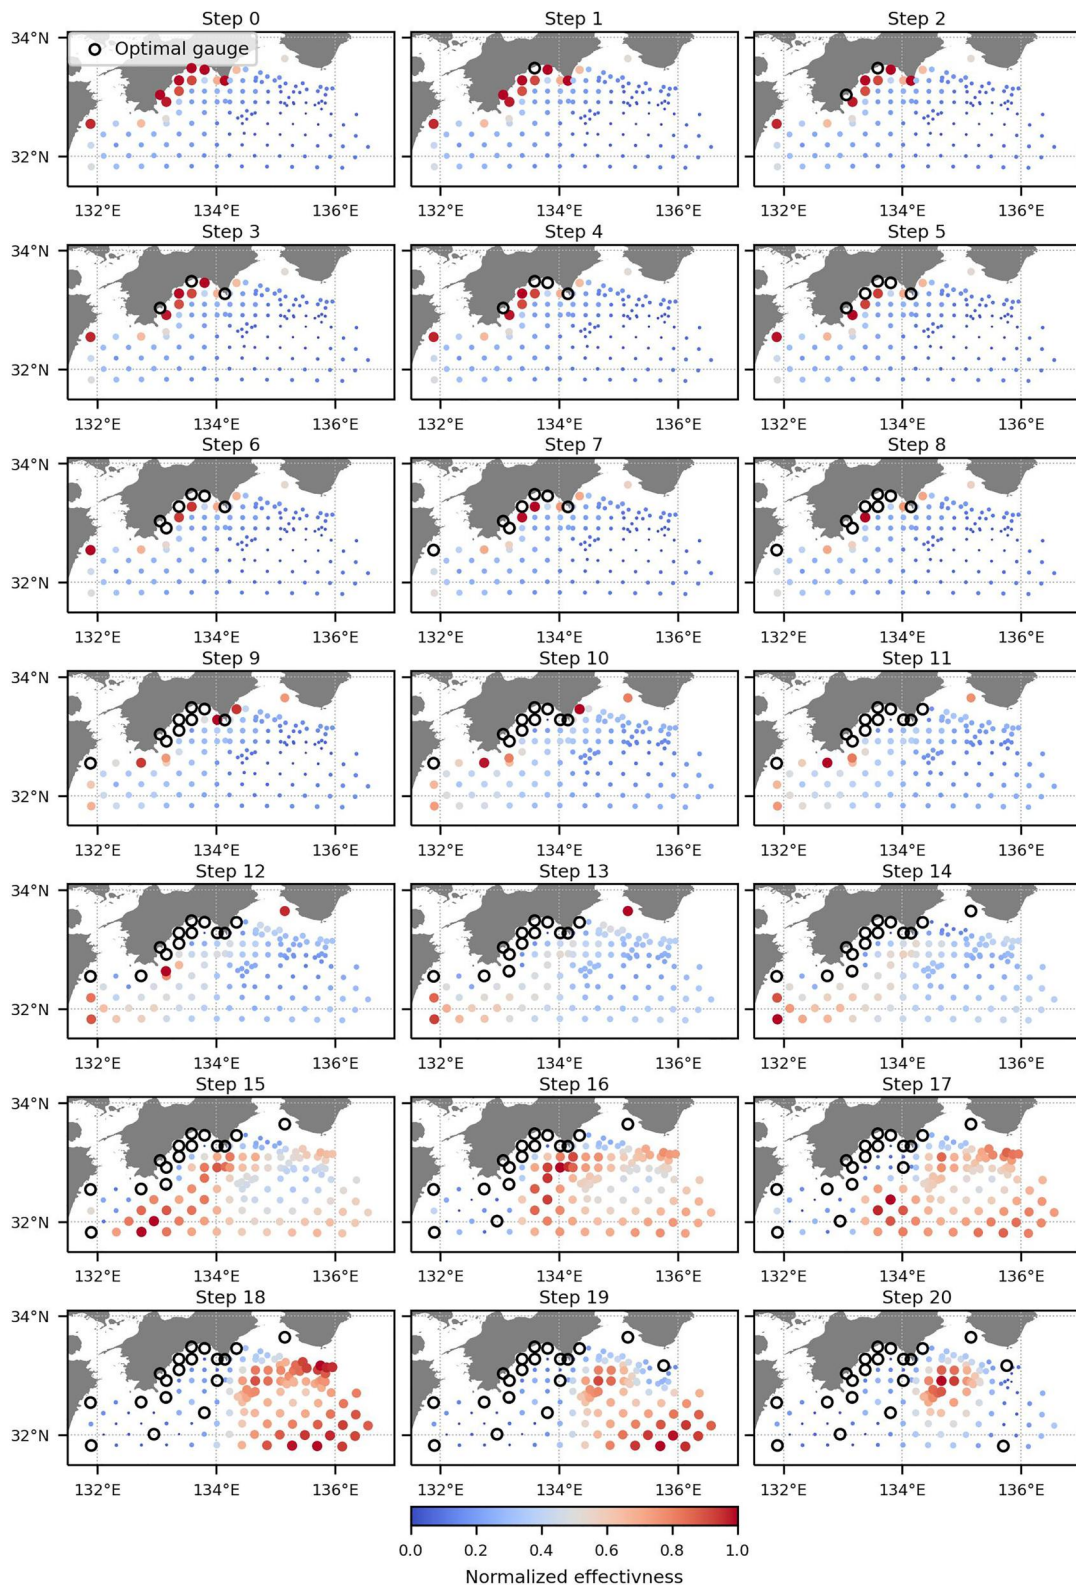 Step 0 Step 1 Step 2
34°N
Optimal gauge
32°N
132°E 134°E 136°E 132°E 134°E 136°E 132°E 134°E 136°E
Step 3 Step 4 Step 5
34°N
32°N
132°E 134°E 136°E 132°E 134°E 136°E 132°E 134°E 136°E
Step 6 Step 7 Step 8
34°N
32°N
132°E 134°E 136°E 132°E 134°E 136°E 132°E 134°E 136°E
Step 9 Step 10 Step 11
34°N
32°N
132°E 134°E 136°E 132°E 134°E 136°E 132°E 134°E 136°E
Step 12 Step 13 Step 14
34°N
32°N
132°E 134°E 136°E 132°E 134°E 136°E 132°E 134°E 136°E
Step 15 Step 16 Step 17
34°N
32°N
132°E 134°E 136°E 132°E 134°E 136°E 132°E 134°E 136°E
Step 18 Step 19 Step 20
34°N
32°N
132°E 134°E 136°E 132°E 134°E 136°E 132°E 134°E 136°E
0.0 0.2 0.4 0.6 0.8 1.0
Normalized effectivness